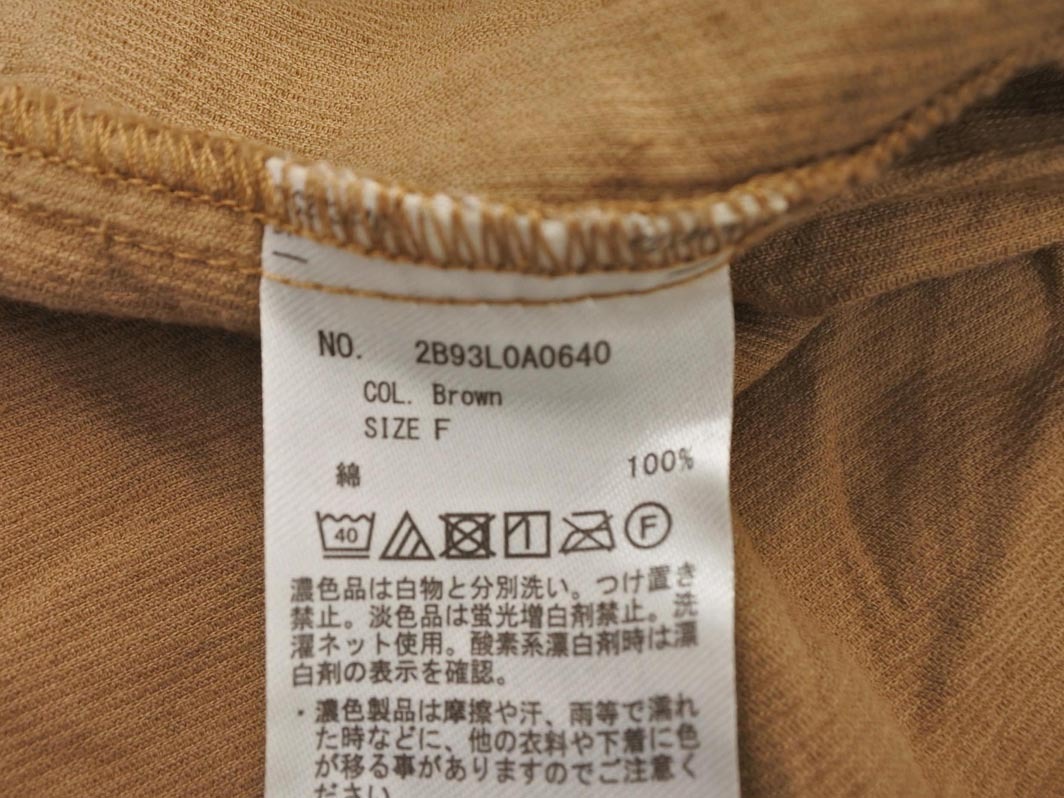 NO. 2B93L0A0640
COL. Brown
SIZE F
綿 100%
40 F
濃色品は白物と分別洗い。つけ置き
禁止。淡色品は蛍光増白剤禁止。洗
濯ネット使用。酸素系漂白剤時は漂
白剤の表示を確認。
・濃色製品は摩擦や汗、雨等で濡れ
た時などに、他の衣料や下着に色
が移る事がありますのでご注意く
ださい